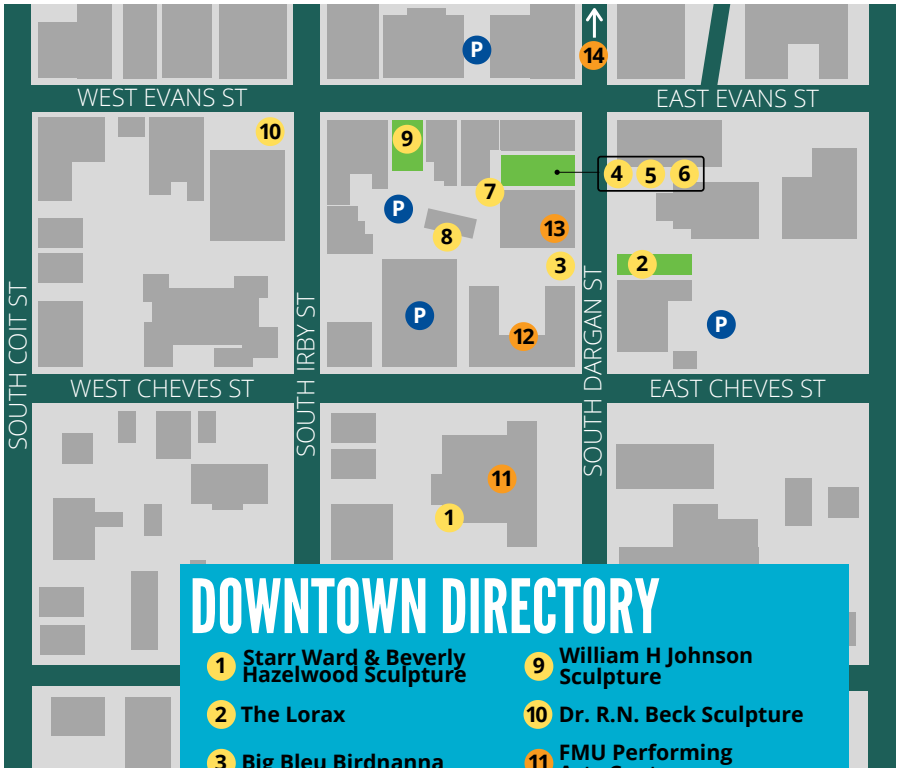 14
P
WEST EVANS ST
EAST EVANS ST
10
9
4 5 6
7
P
13
8
2
3
P
P
12
SOUTH COIT ST
SOUTH IRBY ST
SOUTH DARGAN ST
WEST CHEVES ST
EAST CHEVES ST
11
1
DOWNTOWN DIRECTORY
1 Starr Ward & Beverly
Hazelwood Sculpture
2 The Lorax
3 Big Bleu Birdnanna
9 William H Johnson
Sculpture
10 Dr. R.N. Beck Sculpture
11 FMU Performing